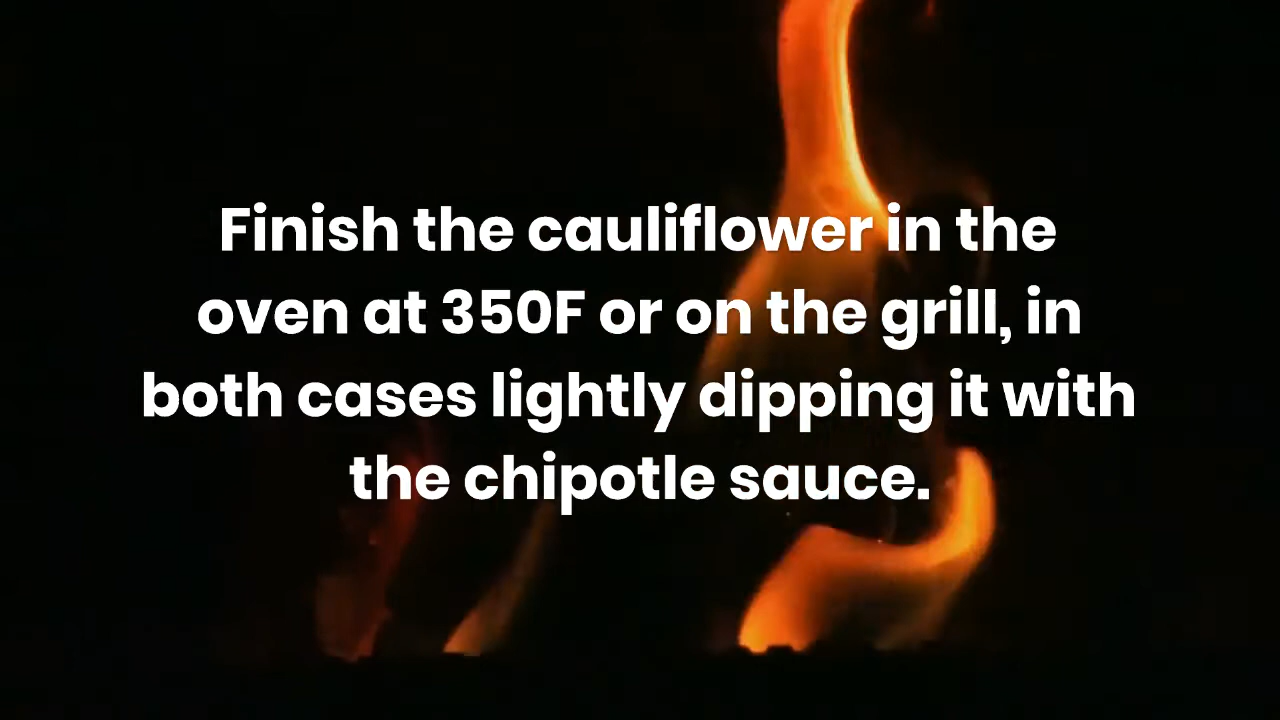 Finish the cauliflower in the
oven at 350F or on the grill, in
both cases lightly dipping it with
the chipotle sauce.